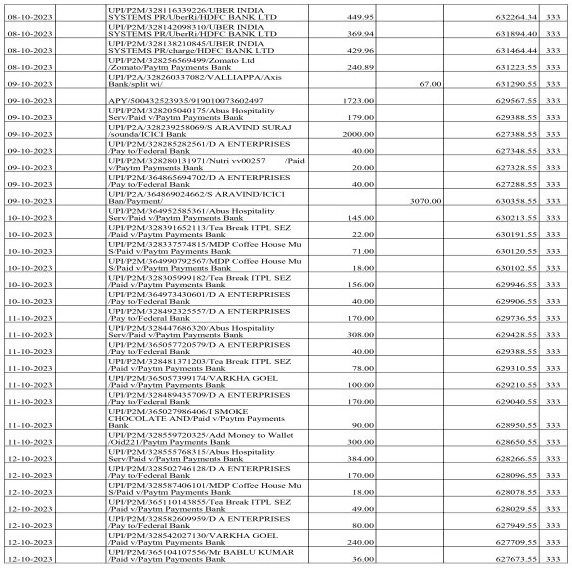 UPI/P2M/328116339226/UBER INDIA
08-10-2023 SYSTEMS PR/UberRi/HDFC BANK LTD 449.95 632264.34 333
UPI/P2M/328142098310/UBER INDIA
08-10-2023 SYSTEMS PR/UberRi/HDFC BANK LTD 369.94 631894.40 333
UPI/P2M/328138210845/UBER INDIA
08-10-2023 SYSTEMS PR/charge/HDFC BANK LTD 429.96 631464.44 333
UPI/P2M/328256569499/Zomato Ltd
08-10-2023 /Zomato/Paytm Payments Bank 240.89 631223.55 333
UPI/P2A/328260337082/VALLIAPPA/Axis
09-10-2023 Bank/split wi/ 67.00 631290.55 333
09-10-2023 APY/500432523935/919010073602497 1723.00 629567.55 333
UPI/P2M/328205040175/Abus Hospitality
09-10-2023 Serv/Paid v/Paytm Payments Bank 179.00 629388.55 333
UPI/P2A/328239258069/S ARAVIND SURAJ
09-10-2023 /sounda/ICICI Bank 2000.00 627388.55 333
UPI/P2M/328285282561/D A ENTERPRISES
09-10-2023 /Pay to/Federal Bank 40.00 627348.55 333
UPI/P2M/328280131971/Nutri vv00257 /Paid
09-10-2023 v/Paytm Payments Bank 20.00 627328.55 333
UPI/P2M/364865694702/D A ENTERPRISES
09-10-2023 /Pay to/Federal Bank 40.00 627288.55 333
UPI/P2A/364869024662/S ARAVIND/ICICI
09-10-2023 Ban/Payment/ 3070.00 630358.55 333
UPI/P2M/364952585361/Abus Hospitality
10-10-2023 Serv/Paid v/Paytm Payments Bank 145.00 630213.55 333
UPI/P2M/328391652113/Tea Break ITPL SEZ
10-10-2023 /Paid v/Paytm Payments Bank 22.00 630191.55 333
UPI/P2M/328337574815/MDP Coffee House Mu
10-10-2023 S/Paid v/Paytm Payments Bank 71.00 630120.55 333
UPI/P2M/364990792567/MDP Coffee House Mu
10-10-2023 S/Paid v/Paytm Payments Bank 18.00 630102.55 333
UPI/P2M/328305999182/Tea Break ITPL SEZ
10-10-2023 /Paid v/Paytm Payments Bank 156.00 629946.55 333
UPI/P2M/364973430601/D A ENTERPRISES
10-10-2023 /Pay to/Federal Bank 40.00 629906.55 333
UPI/P2M/328492325557/D A ENTERPRISES
11-10-2023 /Pay to/Federal Bank 170.00 629736.55 333
UPI/P2M/328447686320/Abus Hospitality
11-10-2023 Serv/Paid v/Paytm Payments Bank 308.00 629428.55 333
UPI/P2M/365057720579/D A ENTERPRISES
11-10-2023 /Pay to/Federal Bank 40.00 629388.55 333
UPI/P2M/328481371203/Tea Break ITPL SEZ
11-10-2023 /Paid v/Paytm Payments Bank 78.00 629310.55 333
UPI/P2M/365057399174/VARKHA GOEL
11-10-2023 /Paid v/Paytm Payments Bank 100.00 629210.55 333
UPI/P2M/328489435709/D A ENTERPRISES
11-10-2023 /Pay to/Federal Bank 170.00 629040.55 333
UPI/P2M/365027986406/I SMOKE
CHOCOLATE AND/Paid v/Paytm Payments
11-10-2023 Bank 90.00 628950.55 333
UPI/P2M/328559720325/Add Money to Wallet
11-10-2023 /Oid221/Paytm Payments Bank 300.00 628650.55 333
UPI/P2M/328555768315/Abus Hospitality
12-10-2023 Serv/Paid v/Paytm Payments Bank 384.00 628266.55 333
UPI/P2M/328502746128/D A ENTERPRISES
12-10-2023 /Pay to/Federal Bank 170.00 628096.55 333
UPI/P2M/328587406101/MDP Coffee House Mu
12-10-2023 S/Paid v/Paytm Payments Bank 18.00 628078.55 333
UPI/P2M/365110143855/Tea Break ITPL SEZ
12-10-2023 /Paid v/Paytm Payments Bank 49.00 628029.55 333
UPI/P2M/328582609959/D A ENTERPRISES
12-10-2023 /Pay to/Federal Bank 80.00 627949.55 333
UPI/P2M/328542027130/VARKHA GOEL
12-10-2023 /Paid v/Paytm Payments Bank 240.00 627709.55 333
UPI/P2M/365104107556/Mr BABLU KUMAR
12-10-2023 /Paid v/Paytm Payments Bank 36.00 627673.55 333